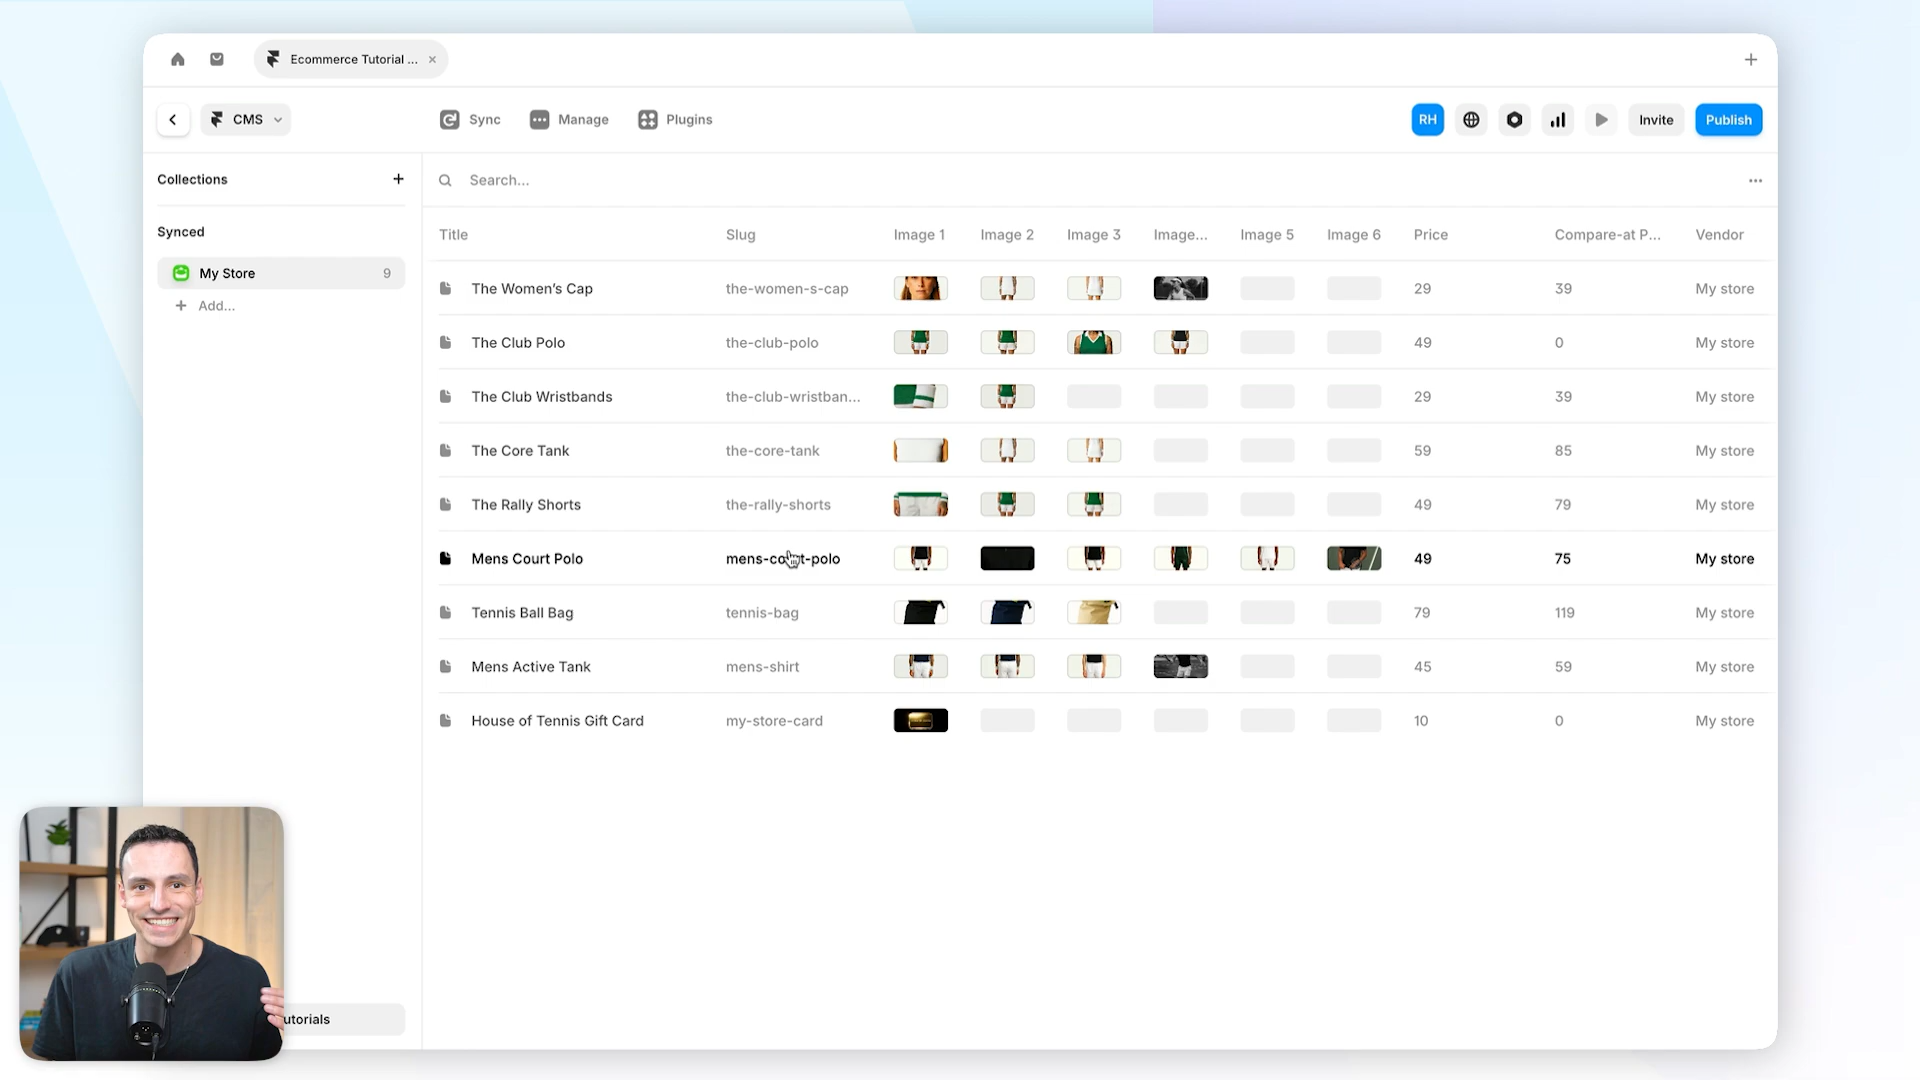 Ecommerce Tutorial ...
CMS
Sync
Manage
Plugins
RH
Invite
Publish
Collections
Search...
Synced
My Store 9
Add...
Title Slug Image 1 Image 2 Image 3 Image... Image 5 Image 6 Price Compare-at P... Vendor
The Women’s Cap the-women-s-cap 29 39 My store
The Club Polo the-club-polo 49 0 My store
The Club Wristbands the-club-wristban... 29 39 My store
The Core Tank the-core-tank 59 85 My store
The Rally Shorts the-rally-shorts 49 79 My store
Mens Court Polo mens-court-polo 49 75 My store
Tennis Ball Bag tennis-bag 79 119 My store
Mens Active Tank mens-shirt 45 59 My store
House of Tennis Gift Card my-store-card 10 0 My store
utorials